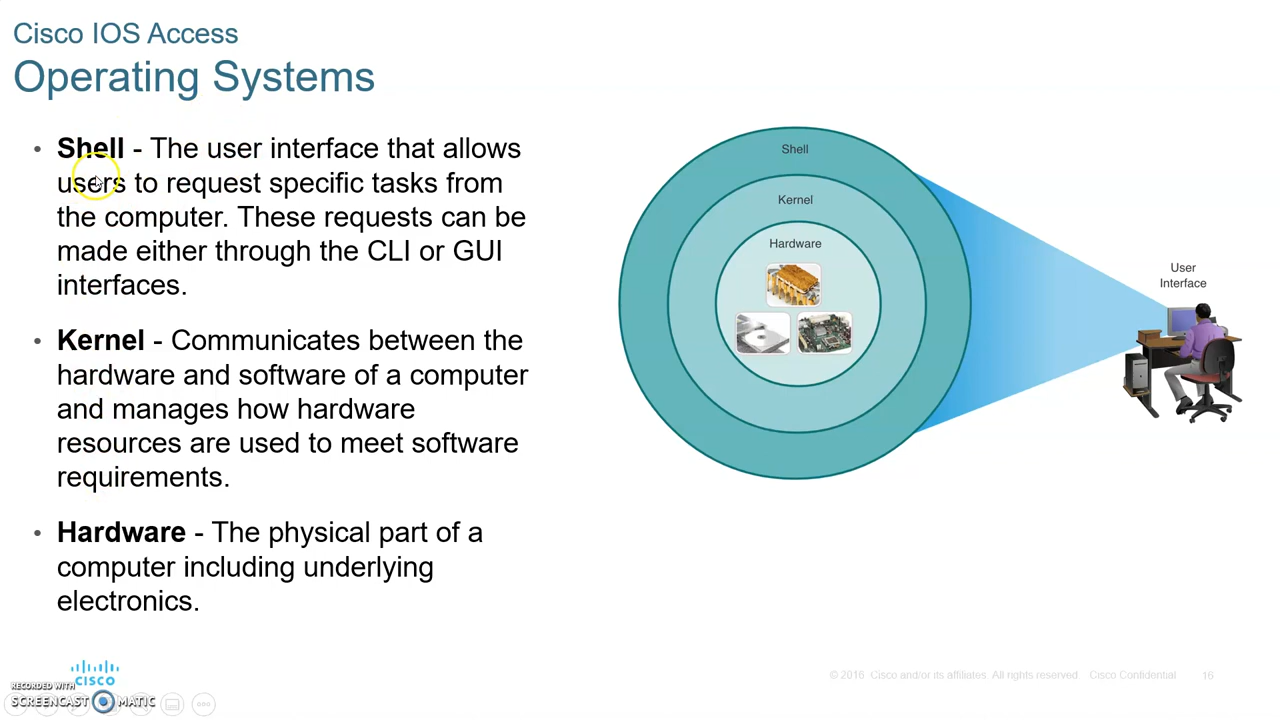 Cisco IOS Access
Operating Systems
• Shell - The user interface that allows
users to request specific tasks from
the computer. These requests can be
made either through the CLI or GUI
interfaces.
• Kernel - Communicates between the
hardware and software of a computer
and manages how hardware
resources are used to meet software
requirements.
• Hardware - The physical part of a
computer including underlying
electronics.
Shell
Kernel
Hardware
User
Interface
CISCO
RECORDED WITH
SCREENCAST MATIC
© 2016 Cisco and/or its affiliates. All rights reserved. Cisco Confidential
16